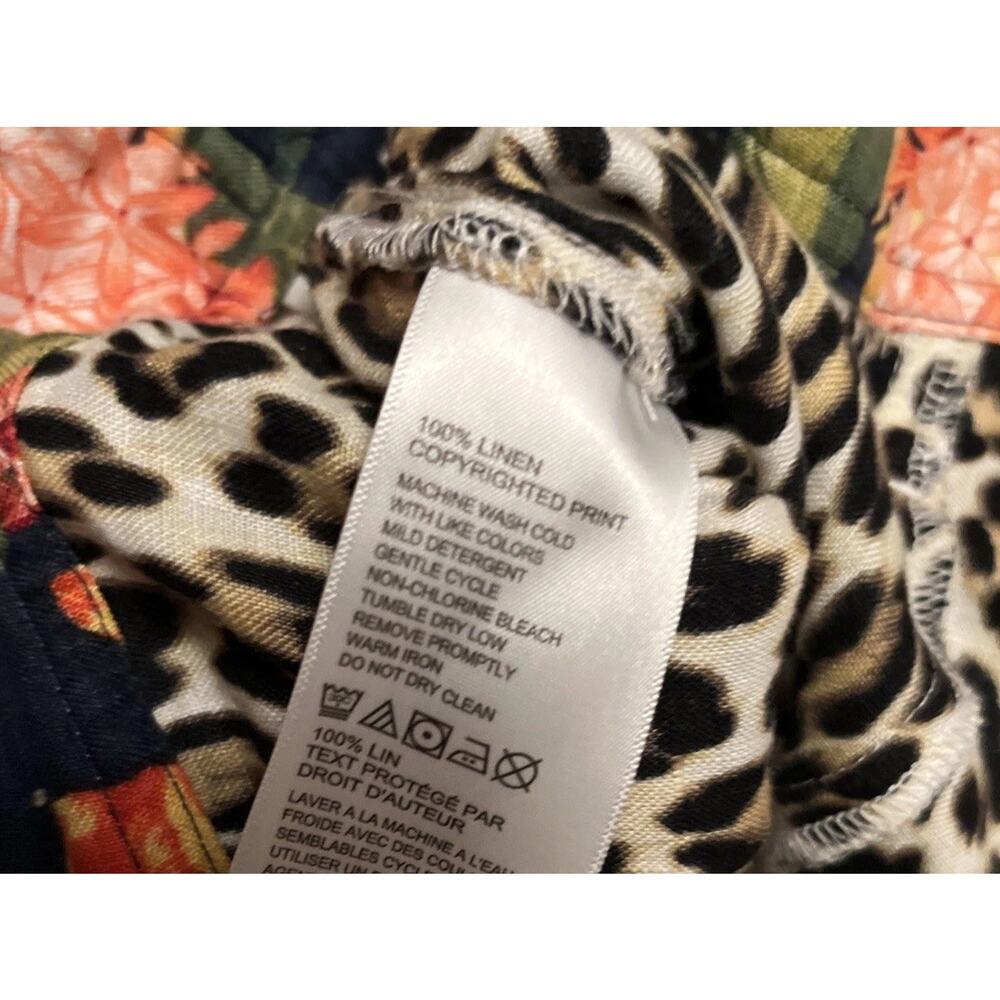 100% LINEN
COPYRIGHTED PRINT
MACHINE WASH COLD
WITH LIKE COLORS
MILD DETERGENT
GENTLE CYCLE
NON-CHLORINE BLEACH
TUMBLE DRY LOW
REMOVE PROMPTLY
WARM IRON
DO NOT DRY CLEAN
100% LIN
TEXT PROTÉGÉ PAR
DROIT D'AUTEUR
LAVER A LA MACHINE A L'EAU
FROIDE AVEC DES
SEMBLABLES
UTILISER UN